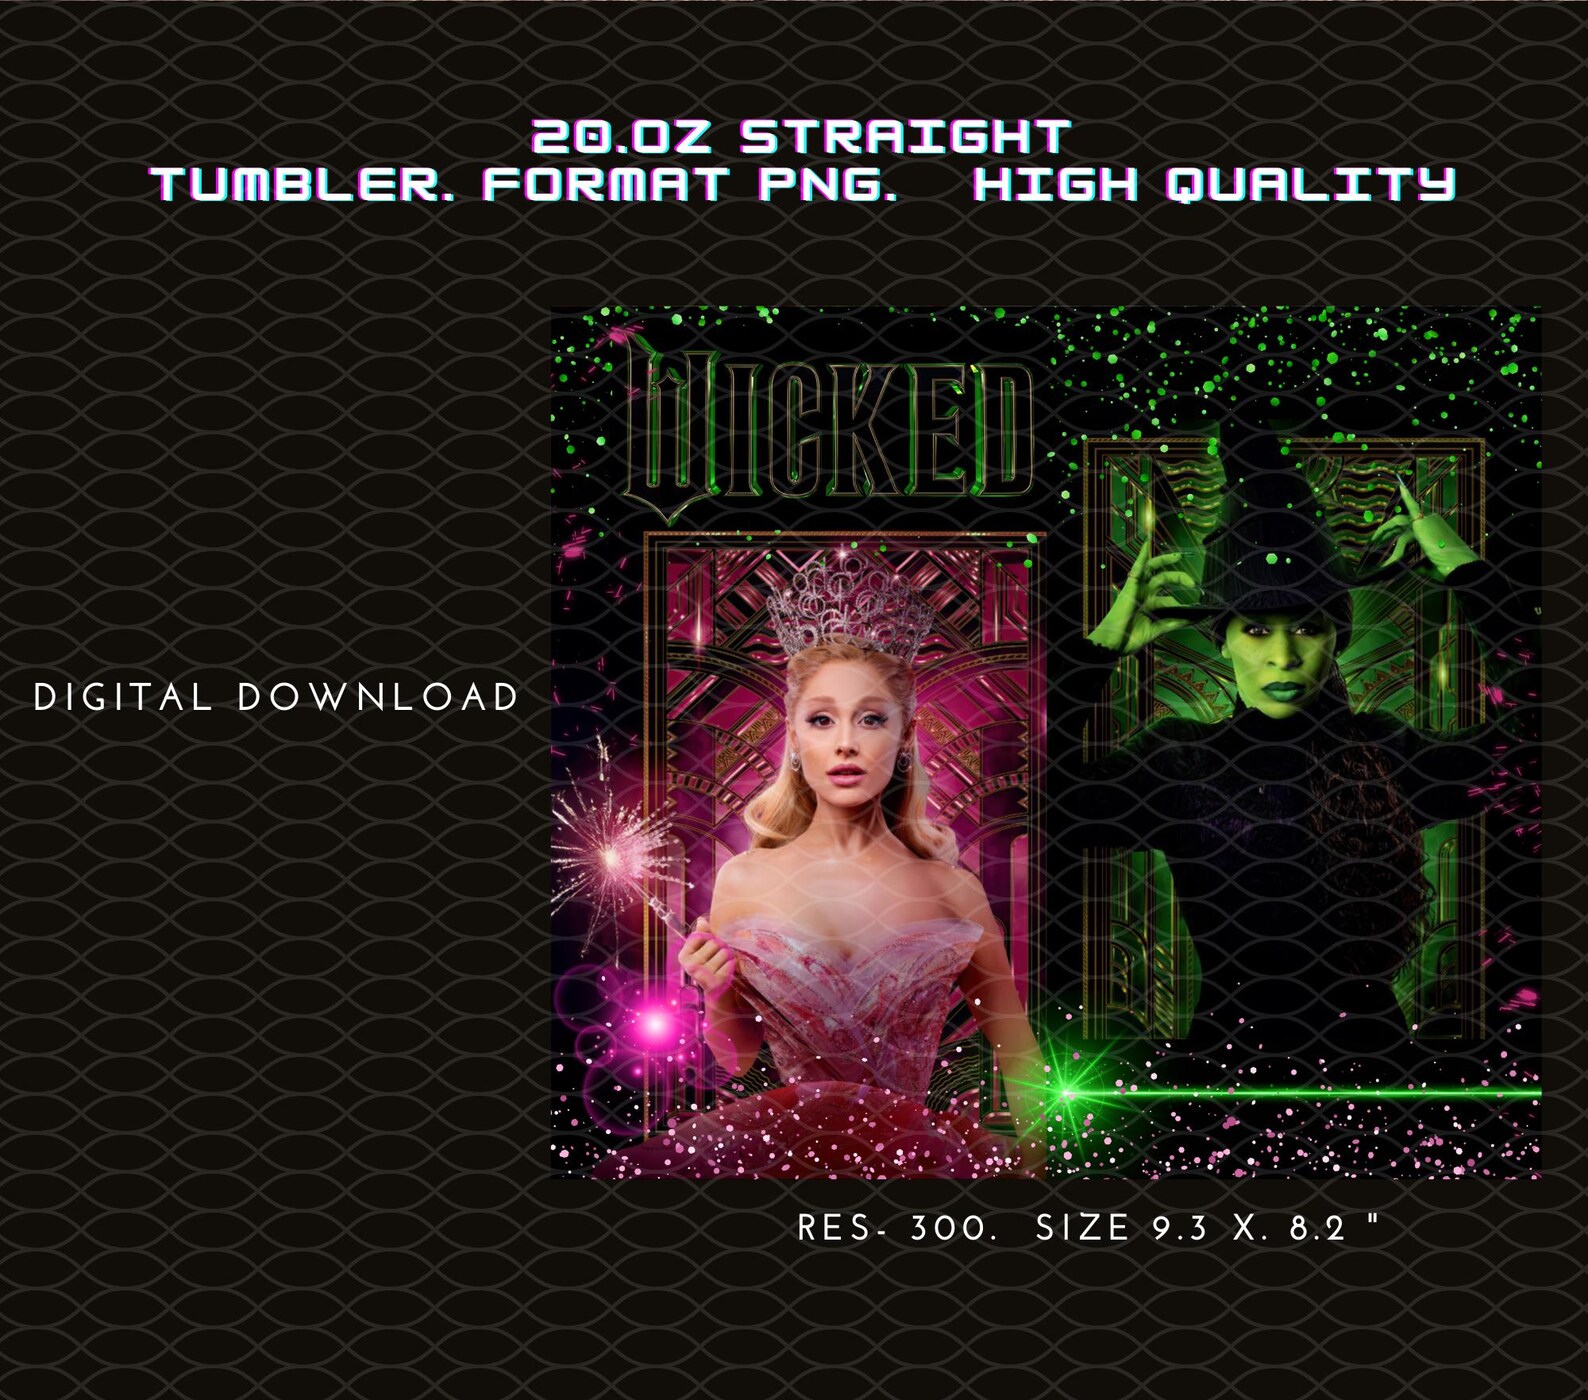 20.OZ STRAIGHT
TUMBLER. FORMAT PNG. HIGH QUALITY
WICKED
DIGITAL DOWNLOAD
RES- 300. SIZE 9.3 X. 8.2 "